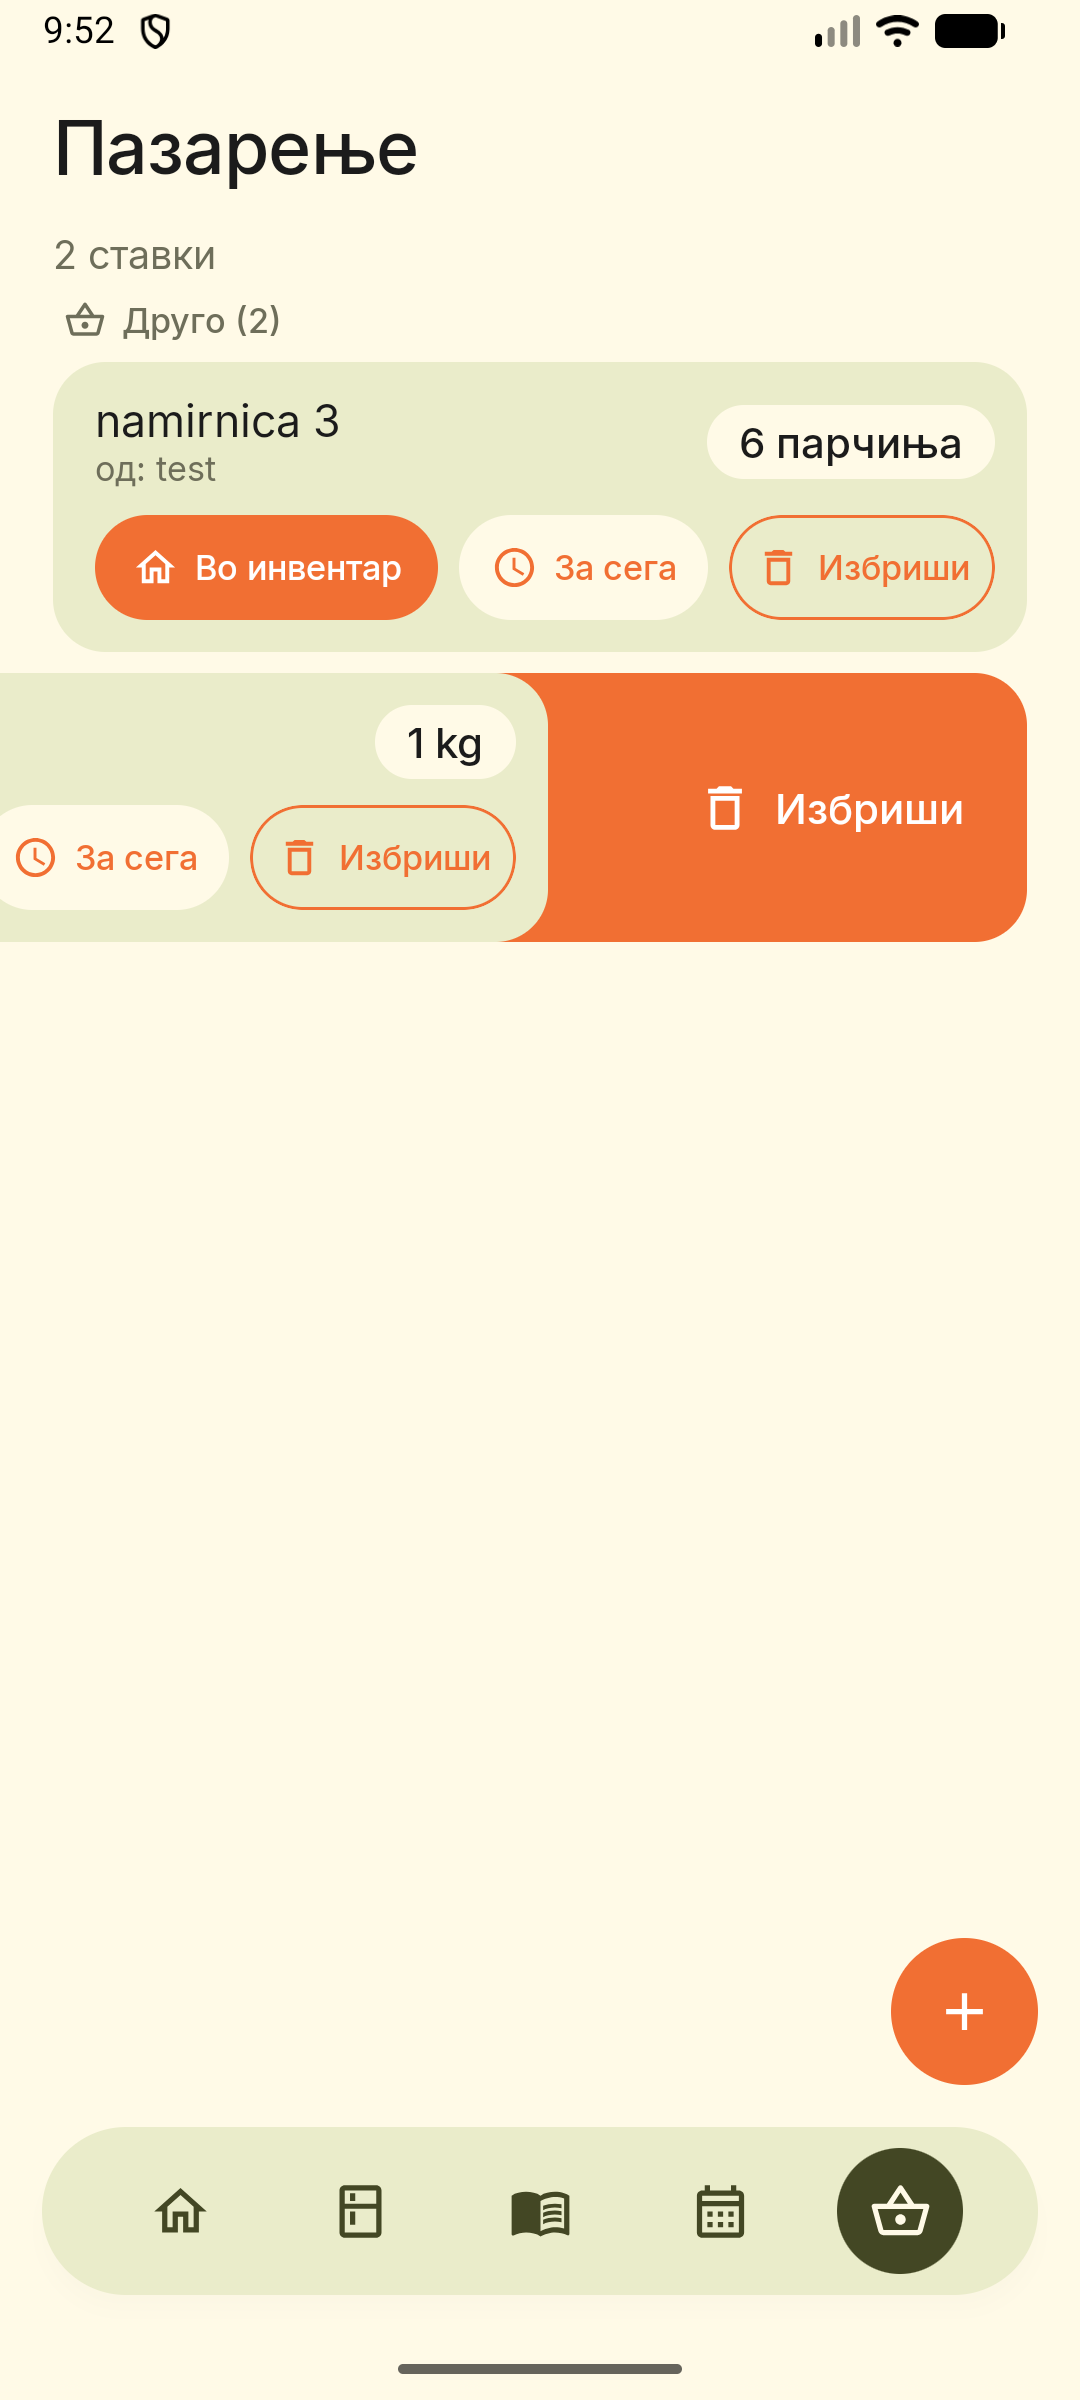 9:52
Пазарење
2 ставки
Друго (2)
namirnica 3
од: test
6 парчиња
Во инвентар
За сега
Избриши
1 kg
За сега
Избриши
Избриши